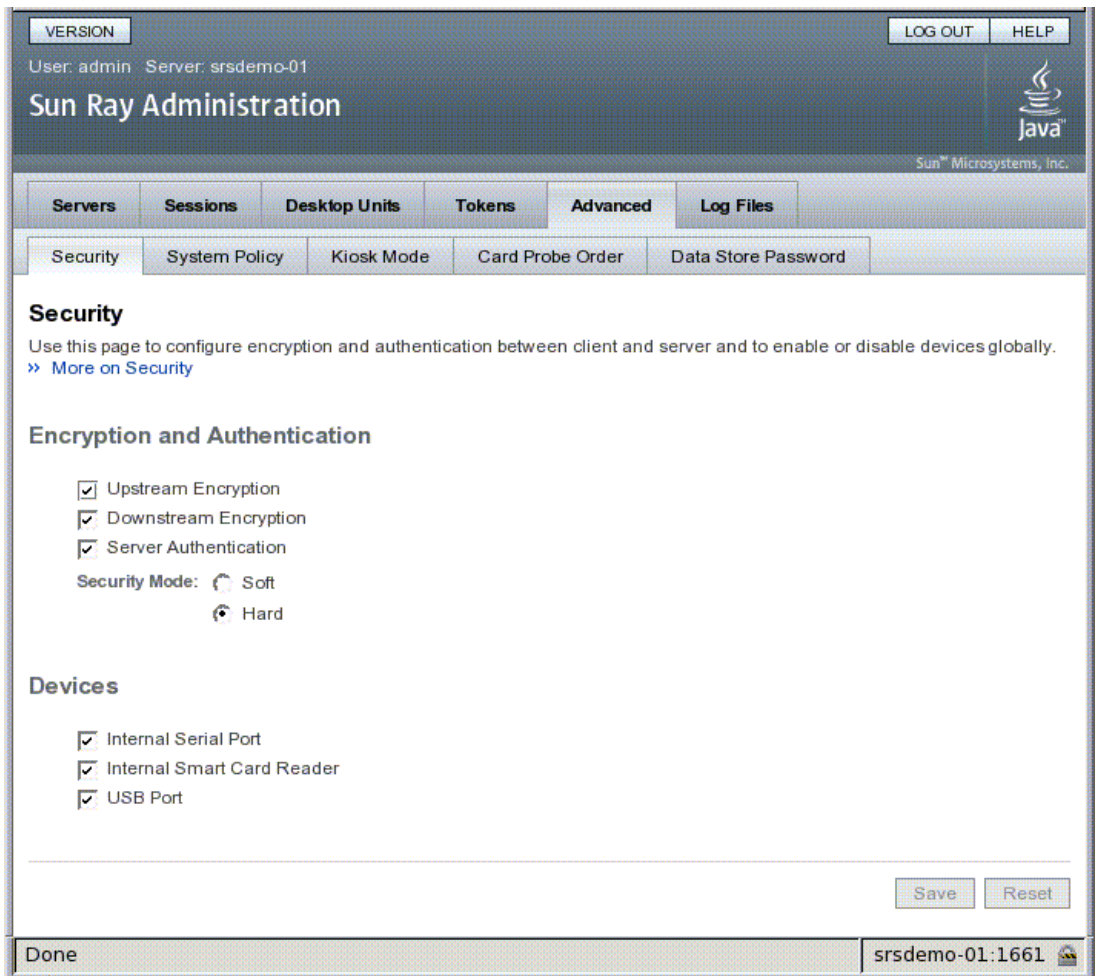 VERSION
LOG OUT HELP
User: admin Server: srsdemo-01
Sun Ray Administration
Java™
Sun™ Microsystems, Inc.
Servers Sessions Desktop Units Tokens Advanced Log Files
Security System Policy Kiosk Mode Card Probe Order Data Store Password
Security
Use this page to configure encryption and authentication between client and server and to enable or disable devices globally.
›› More on Security
Encryption and Authentication
Upstream Encryption
Downstream Encryption
Server Authentication
Security Mode: Soft
Hard
Devices
Internal Serial Port
Internal Smart Card Reader
USB Port
Save Reset
Done srsdemo-01:1661